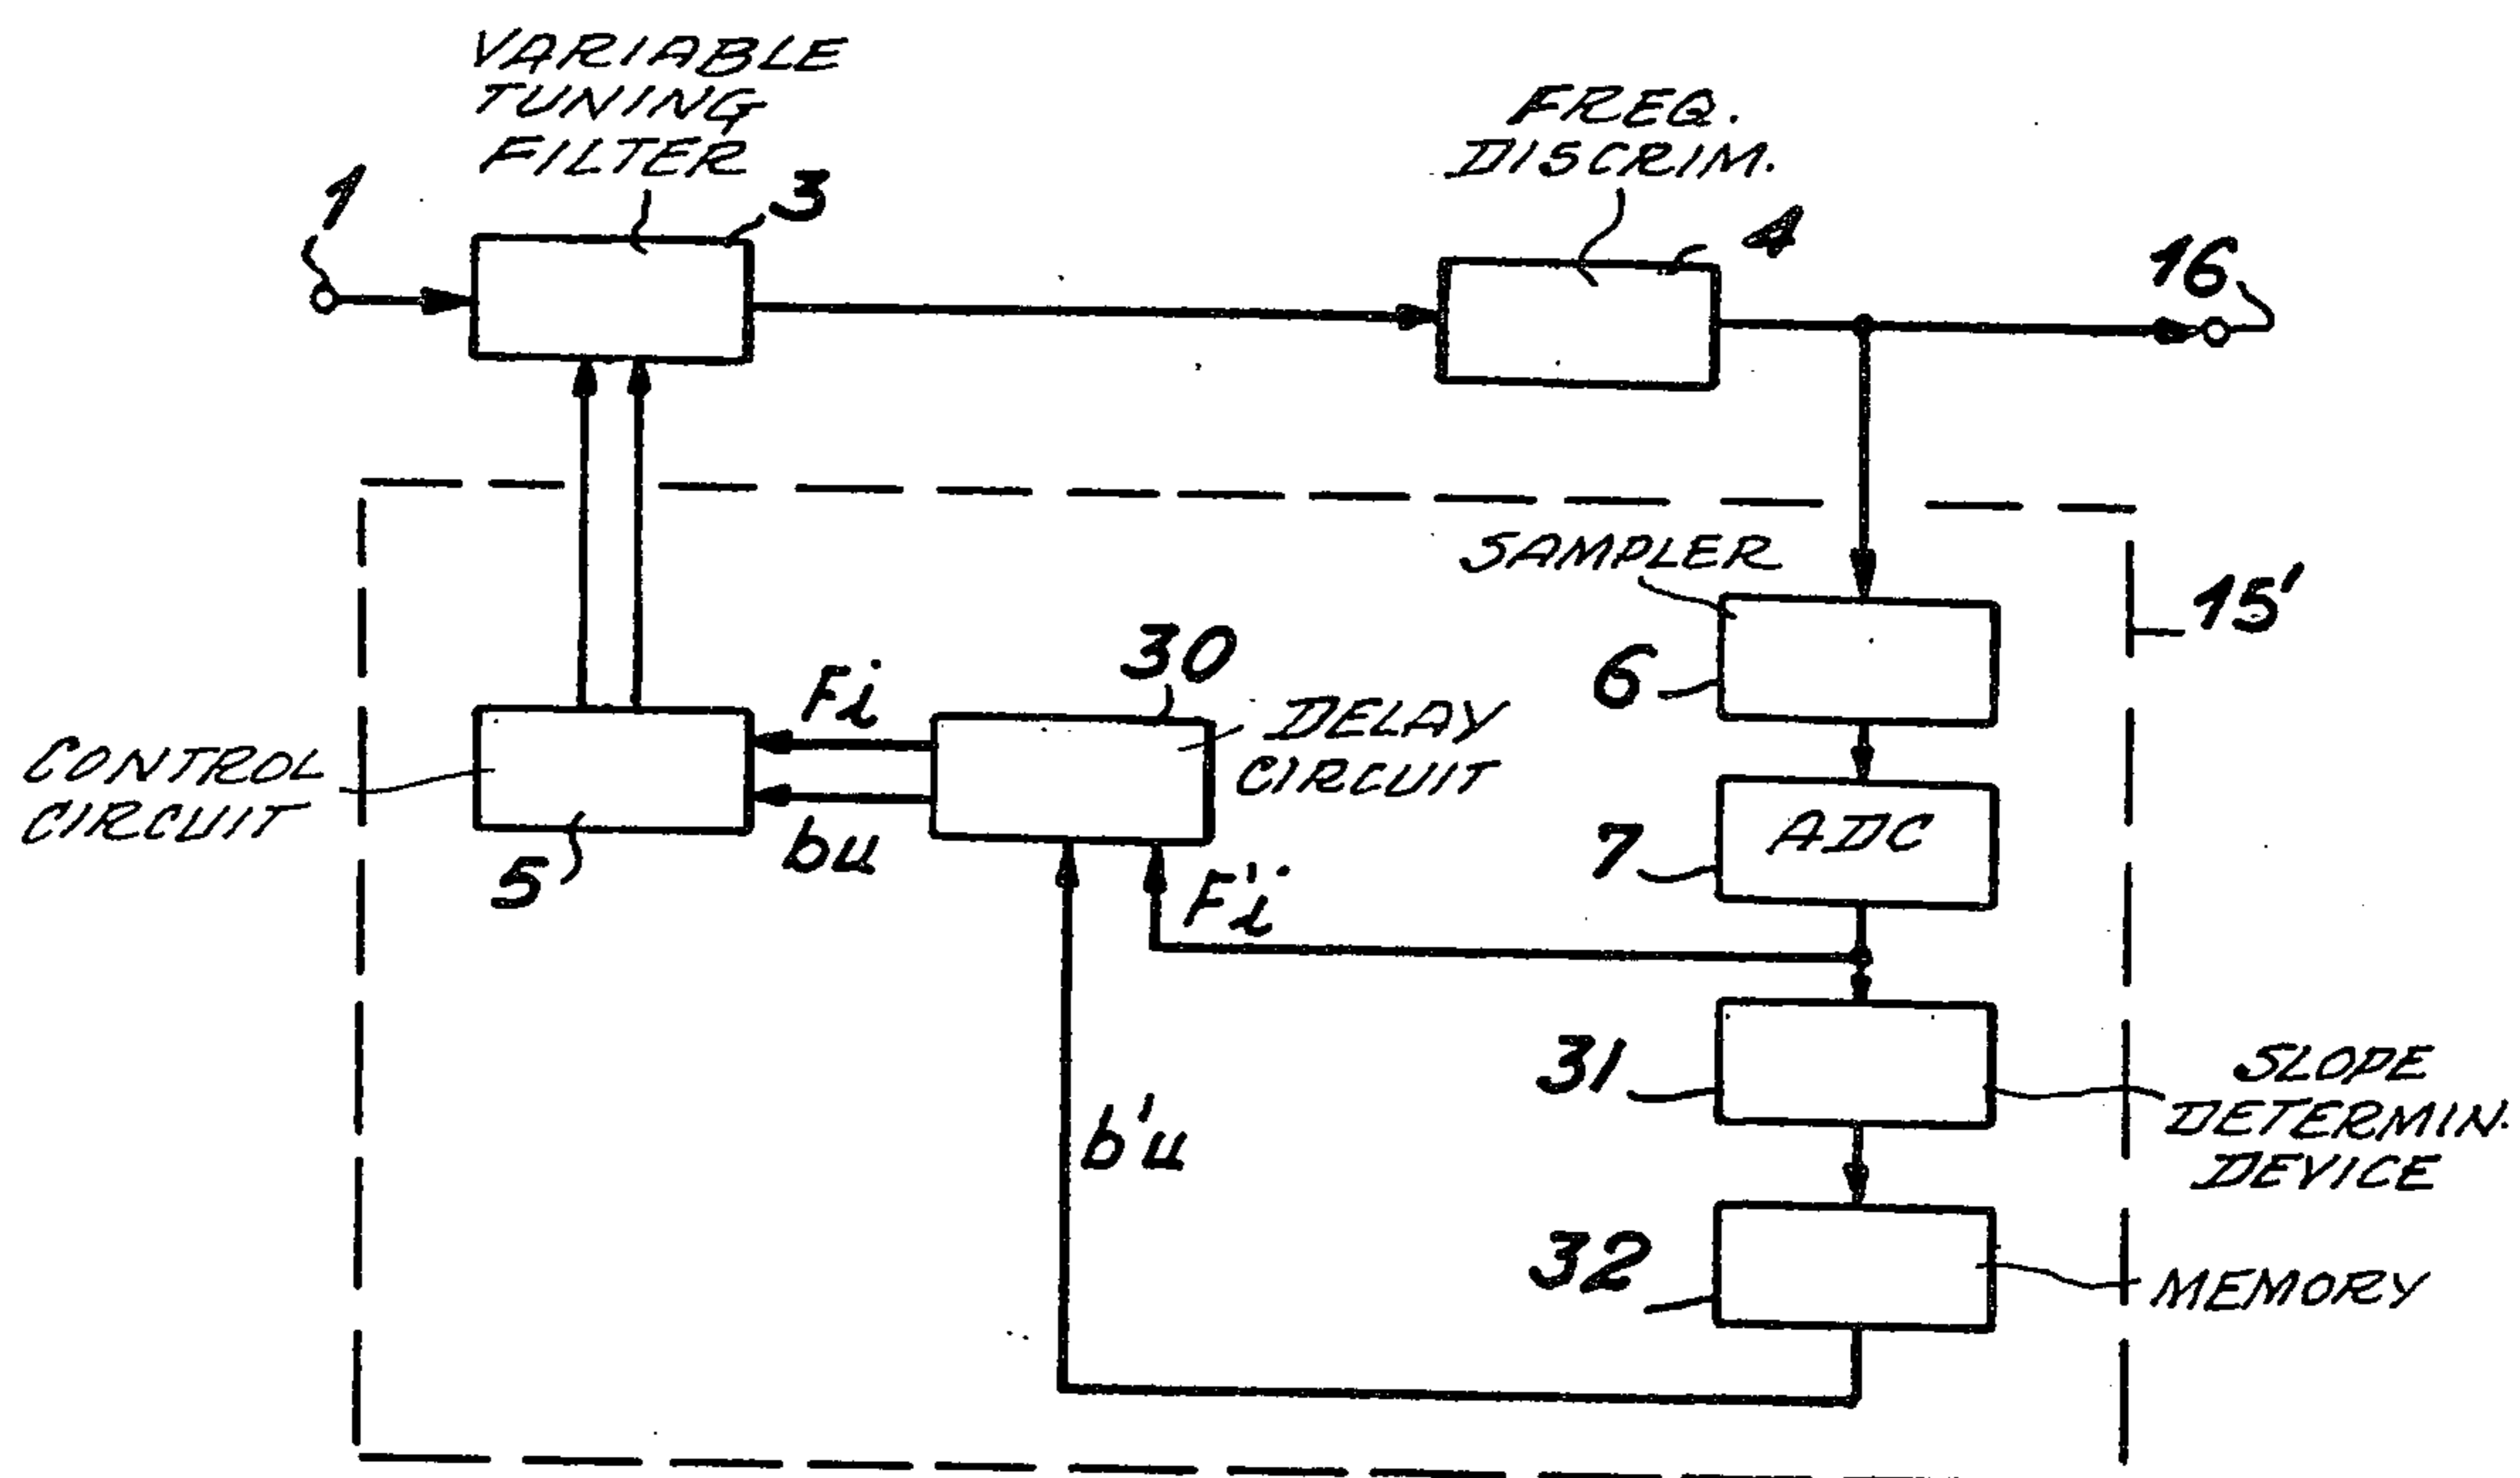 VARIABLE
TUNING
FILTER
1
3
FREQ.
DISCRIM.
4
16
SAMPLER
15'
6
30
Fi
DELAY
CIRCUIT
CONTROL
CIRCUIT
5
bu
7
ADC
F'i
31
SLOPE
DETERMIN.
DEVICE
b'u
32
MEMORY